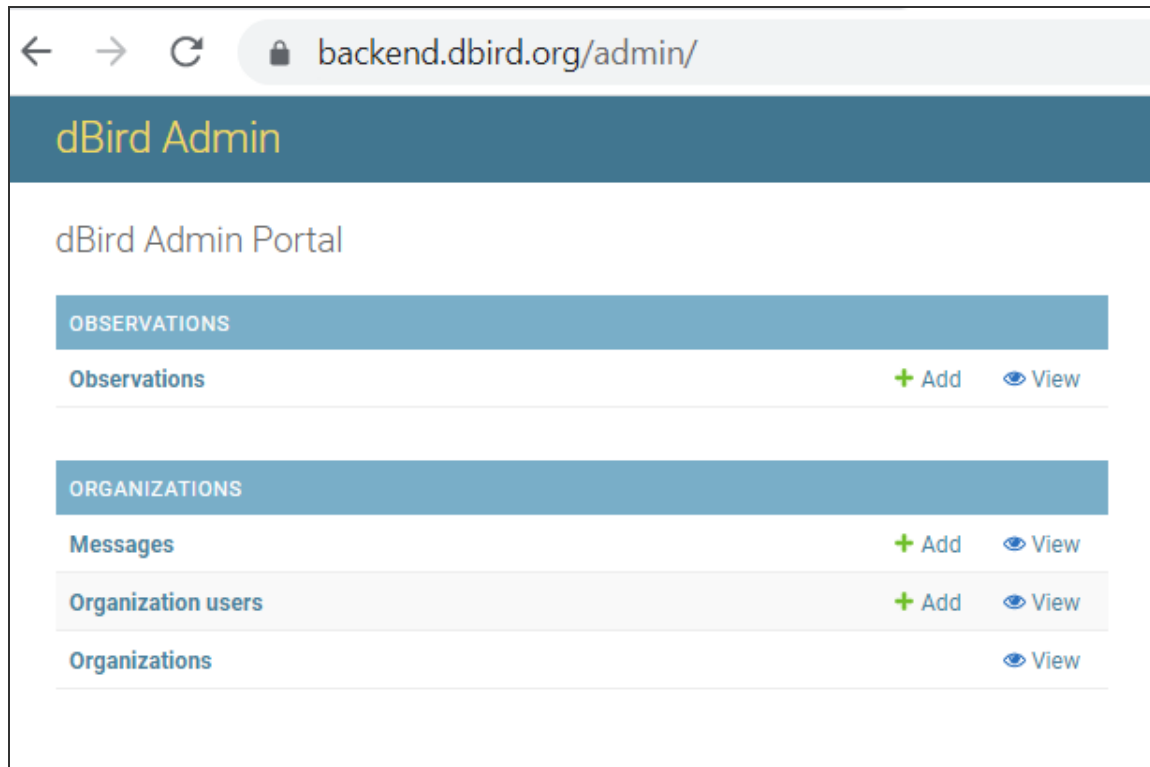 backend.dbird.org/admin/
dBird Admin
dBird Admin Portal
OBSERVATIONS
Observations Add View
ORGANIZATIONS
Messages Add View
Organization users Add View
Organizations View